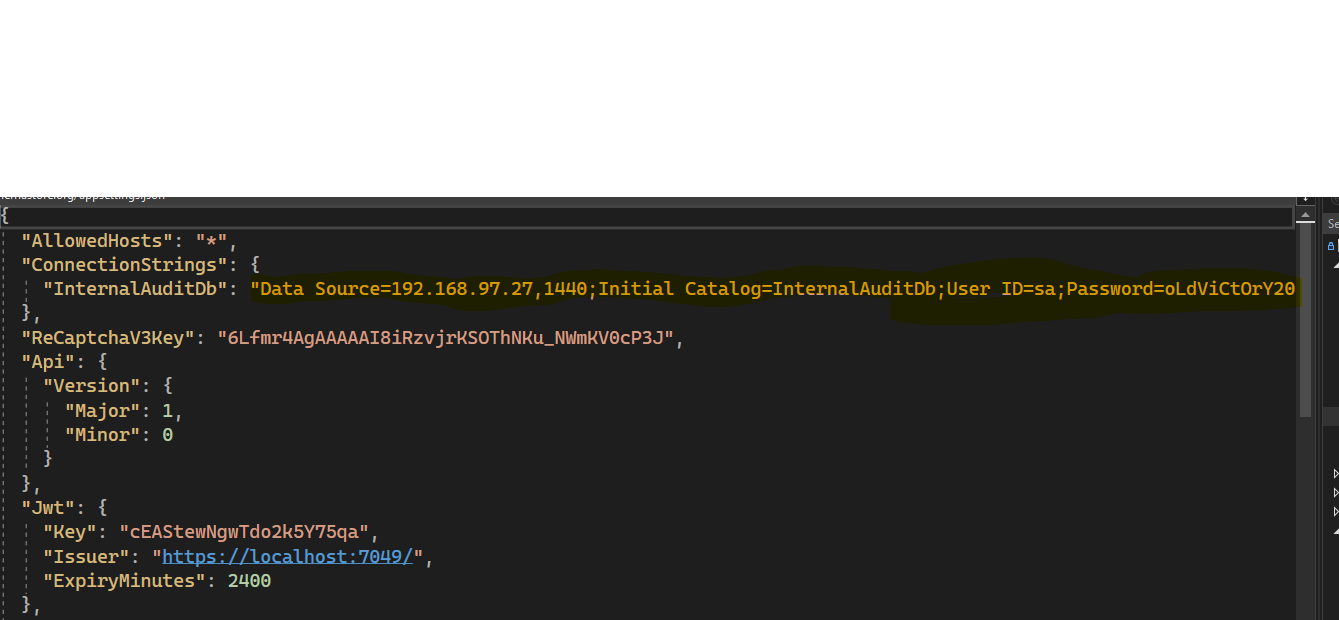 {
"AllowedHosts": "*",
"ConnectionStrings": {
"InternalAuditDb": "Data Source=192.168.97.27,1440;Initial Catalog=InternalAuditDb;User ID=sa;Password=oLdViCtOrY20
},
"ReCaptchaV3Key": "6Lfmr4AgAAAAAI8iRzvjrKSOThNKu_NWmKV0cP3J",
"Api": {
"Version": {
"Major": 1,
"Minor": 0
}
},
"Jwt": {
"Key": "cEAStewNgwTdo2k5Y75qa",
"Issuer": "https://localhost:7049/",
"ExpiryMinutes": 2400
},
Se